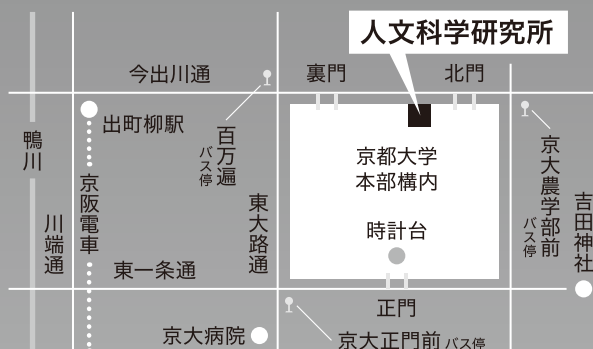 人文科学研究所
今出川通
裏門
北門
出町柳駅
百万遍
バス停
鴨川
京都大学
本部構内
京大農学部前
バス停
京阪電車
川端通
東大路通
時計台
吉田神社
東一条通
正門
京大病院
京大正門前 バス停